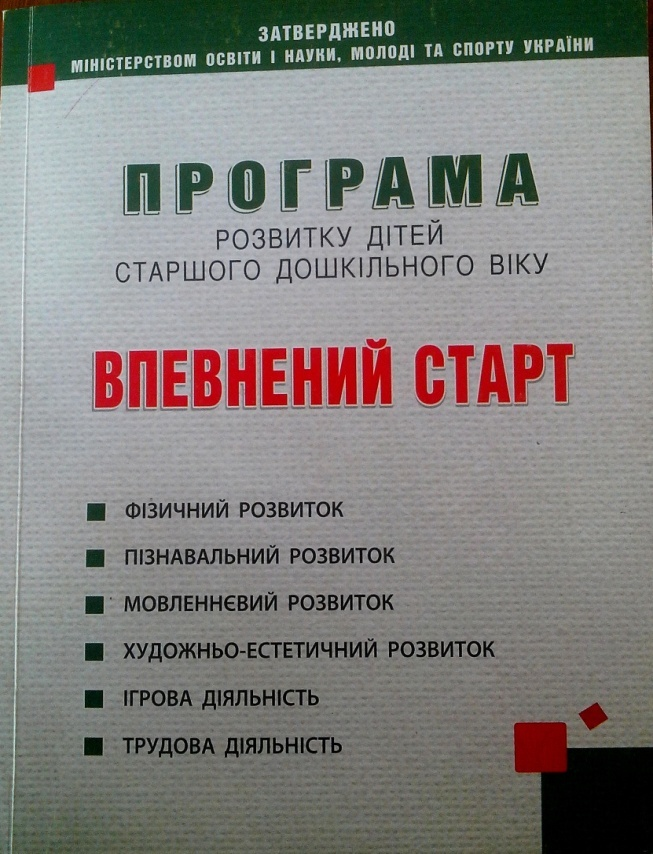 ЗАТВЕРДЖЕНО
МІНІСТЕРСТВОМ ОСВІТИ І НАУКИ, МОЛОДІ ТА СПОРТУ УКРАЇНИ
ПРОГРАМА
РОЗВИТКУ ДІТЕЙ
СТАРШОГО ДОШКІЛЬНОГО ВІКУ
ВПЕВНЕНИЙ СТАРТ
ФІЗИЧНИЙ РОЗВИТОК
ПІЗНАВАЛЬНИЙ РОЗВИТОК
МОВЛЕННЄВИЙ РОЗВИТОК
ХУДОЖНЬО-ЕСТЕТИЧНИЙ РОЗВИТОК
ІГРОВА ДІЯЛЬНІСТЬ
ТРУДОВА ДІЯЛЬНІСТЬ